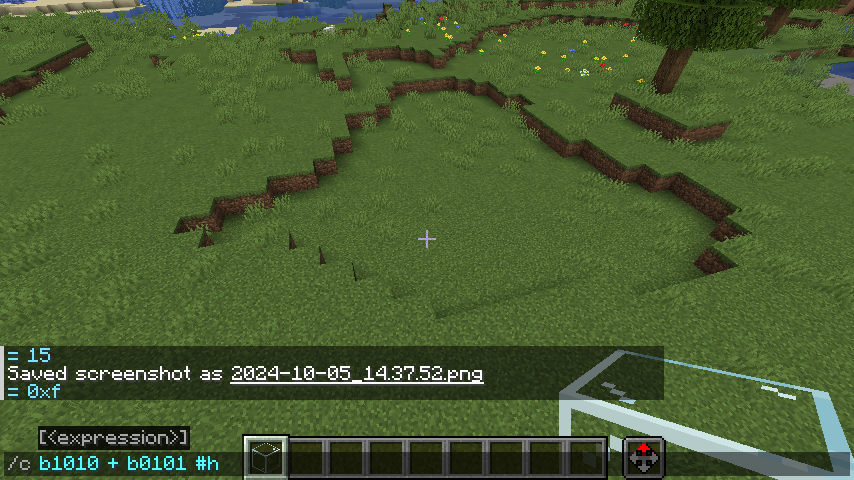 = 15
Saved screenshot as 2024-10-05_14.37.52.png
= 0xf
[<expression>]
/c b1010 + b0101 #h